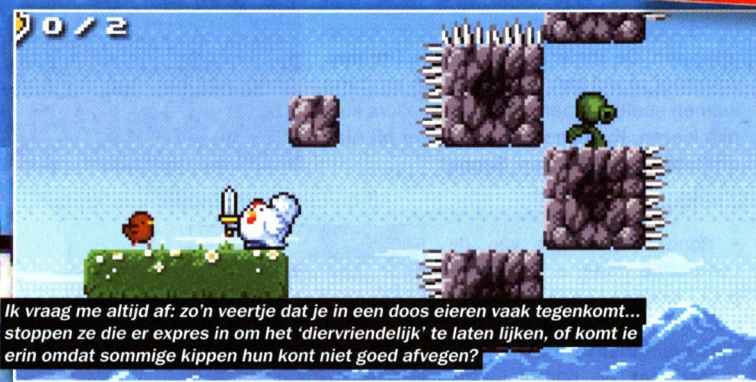 0 / 2
Ik vraag me altijd af: zo'n veertje dat je in een doos eieren vaak tegenkomt...
stoppen ze die er expres in om het ‘diervriendelijk’ te laten lijken, of komt ie
erin omdat sommige kippen hun kont niet goed afvegen?